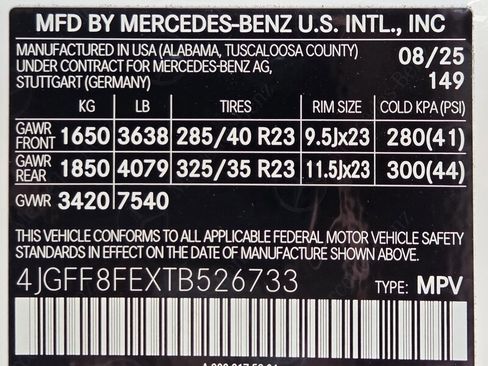 MFD BY MERCEDES-BENZ U.S. INTL., INC
MANUFACTURED IN USA (ALABAMA, TUSCALOOSA COUNTY) 08/25
UNDER CONTRACT FOR MERCEDES-BENZ AG,
STUTTGART (GERMANY) 149
KG LB TIRES RIM SIZE COLD KPA (PSI)
GAWR FRONT 1650 3638 285/40 R23 9.5Jx23 280(41)
GAWR REAR 1850 4079 325/35 R23 11.5Jx23 300(44)
GVWR 3420 7540
THIS VEHICLE CONFORMS TO ALL APPLICABLE FEDERAL MOTOR VEHICLE SAFETY
STANDARDS IN EFFECT ON THE DATE OF MANUFACTURE SHOWN ABOVE.
4JGFF8FEXTB526733 TYPE: MPV